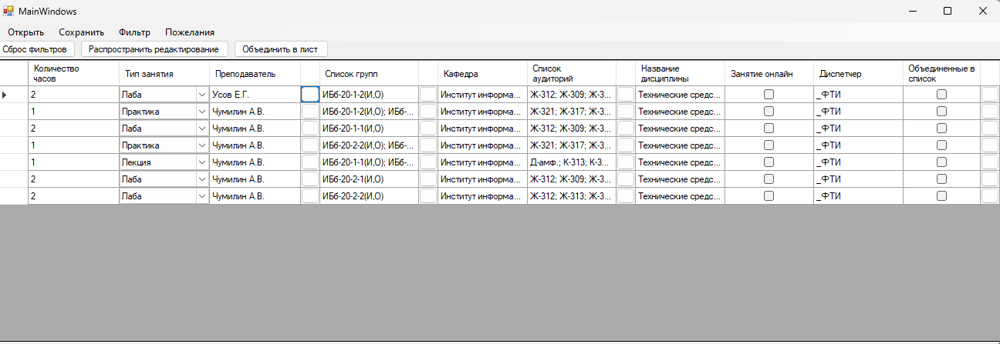 MainWindows
Открыть Сохранить Фильтр Пожелания
Сброс фильтров Распространить редактирование Объединить в лист
Количество часов Тип занятия Преподаватель Список групп Кафедра Список аудиторий Название дисциплины Занятие онлайн Диспетчер Объединенные в список
2 Лаба Усов Е.Г. ИБб-20-1-2(И,О) Институт информа... Ж-312; Ж-309; Ж-3... Технические средс... _ФТИ
1 Практика Чумилин А.В. ИБб-20-1-2(И,О); ИБб-... Институт информа... Ж-321; Ж-317; Ж-3... Технические средс... _ФТИ
2 Лаба Чумилин А.В. ИБб-20-1-1(И,О) Институт информа... Ж-312; Ж-309; Ж-3... Технические средс... _ФТИ
1 Практика Чумилин А.В. ИБб-20-2-2(И,О); ИБб-... Институт информа... Ж-321; Ж-317; Ж-3... Технические средс... _ФТИ
1 Лекция Чумилин А.В. ИБб-20-1-1(И,О); ИБб-... Институт информа... Д-амф.; К-313; К-3... Технические средс... _ФТИ
2 Лаба Чумилин А.В. ИБб-20-2-1(И,О) Институт информа... Ж-312; Ж-309; Ж-3... Технические средс... _ФТИ
2 Лаба Чумилин А.В. ИБб-20-2-2(И,О) Институт информа... Ж-312; Ж-313; Ж-3... Технические средс... _ФТИ